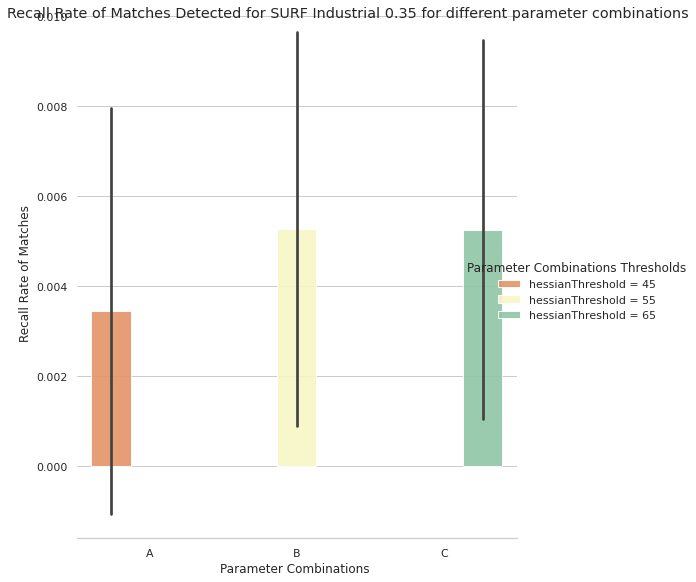 Recall Rate of Matches Detected for SURF Industrial 0.35 for different parameter combinations
0.010
0.008
0.006
0.004
0.002
0.000
Recall Rate of Matches
A B C
Parameter Combinations
Parameter Combinations Thresholds
hessianThreshold = 45
hessianThreshold = 55
hessianThreshold = 65